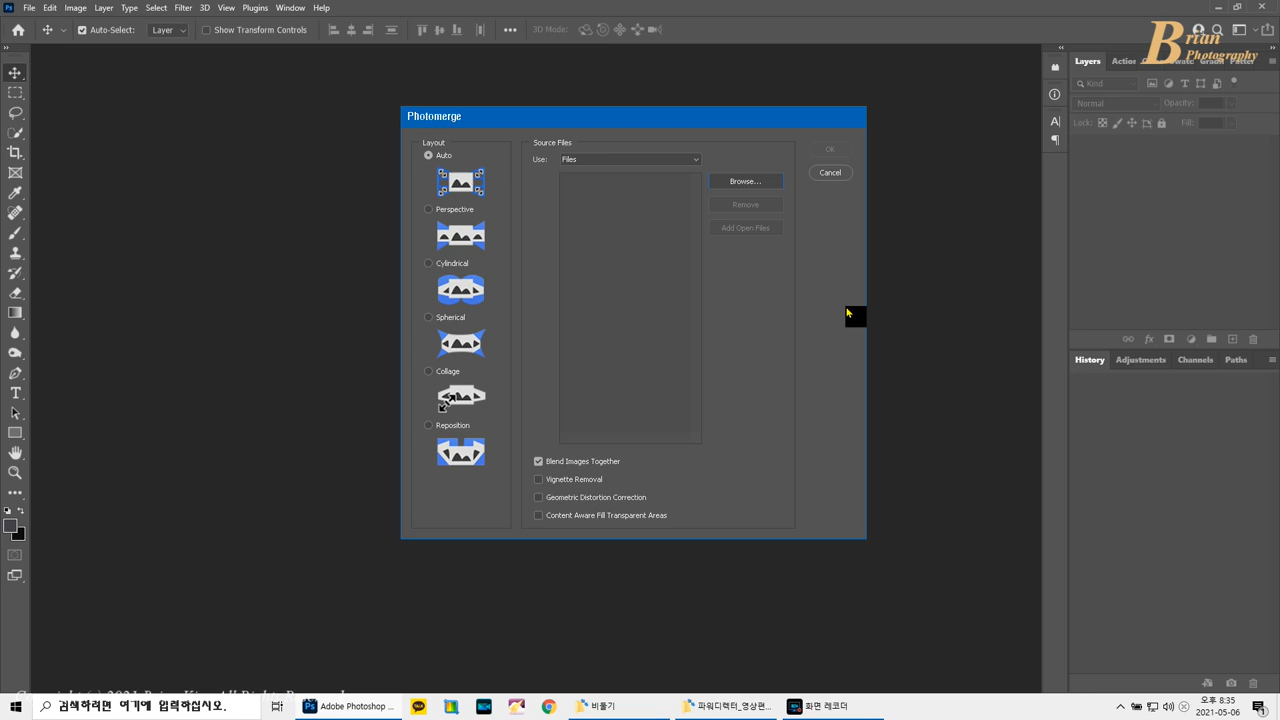 File Edit Image Layer Type Select Filter 3D View Plugins Window Help
Auto-Select: Layer Show Transform Controls 3D Mode:
Brian
Photography
Layers
Kind
Normal Opacity:
Lock: Fill:
Photomerge
Layout
Auto
Perspective
Cylindrical
Spherical
Collage
Reposition
Source Files
Use: Files
Browse...
Remove
Add Open Files
OK
Cancel
Blend Images Together
Vignette Removal
Geometric Distortion Correction
Content Aware Fill Transparent Areas
History Adjustments Channels Paths
검색하려면 여기에 입력하십시오.
Adobe Photoshop ...
비둘기
파워디렉터_영상편...
화면 레코더
오후 8:35
2021-05-06